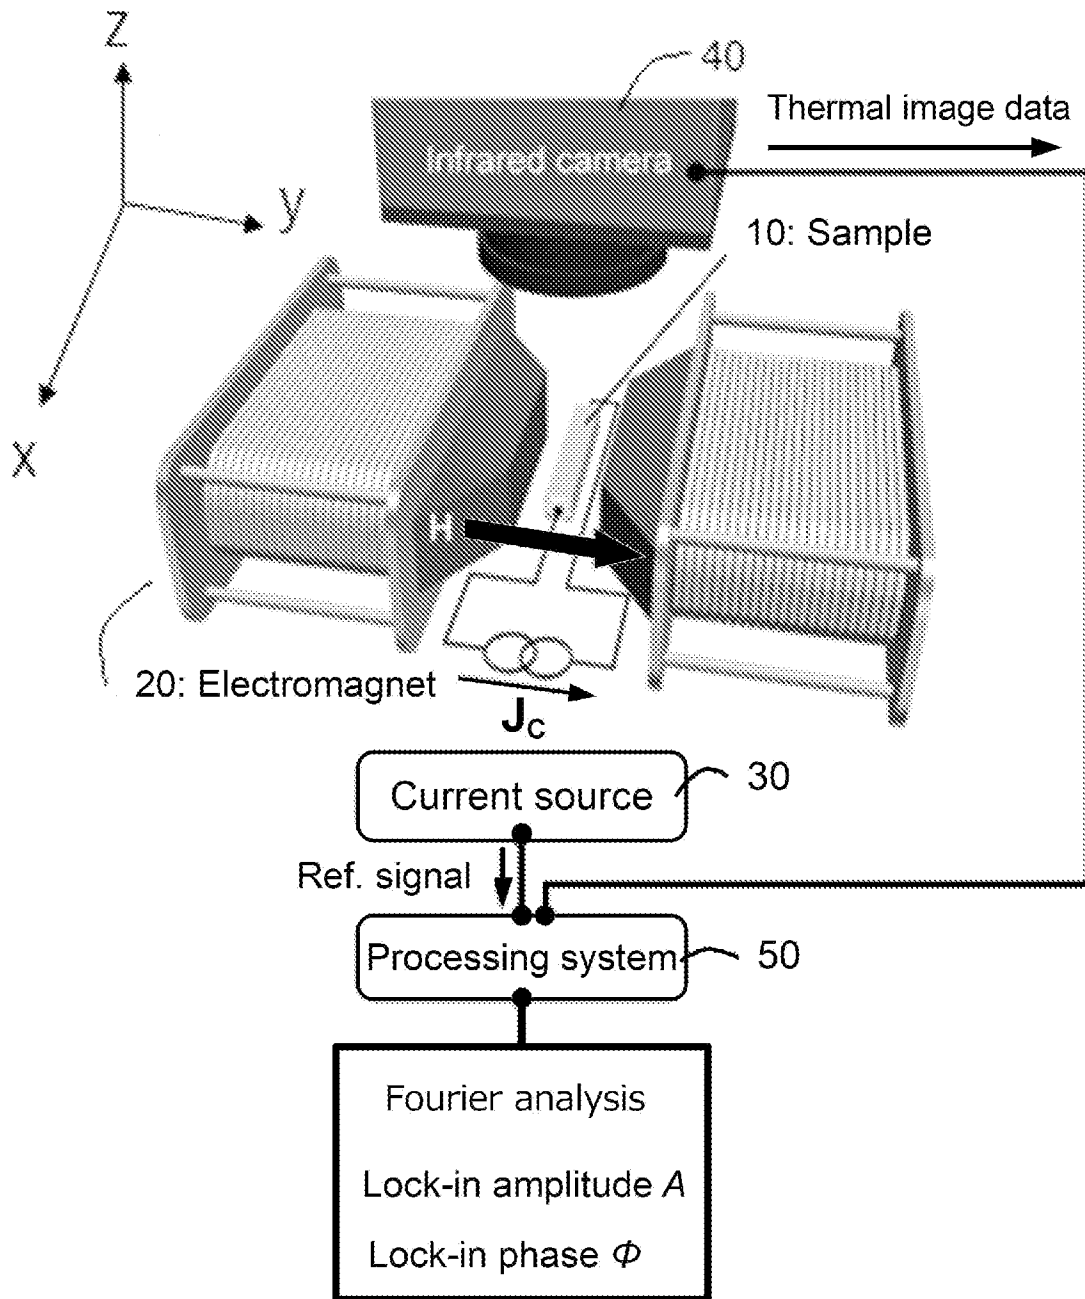 Z
40
Thermal image data
Infrared camera
y
10: Sample
X
H
20: Electromagnet
Jc
Current source
30
Ref. signal
Processing system
50
Fourier analysis
Lock-in amplitude A
Lock-in phase Φ